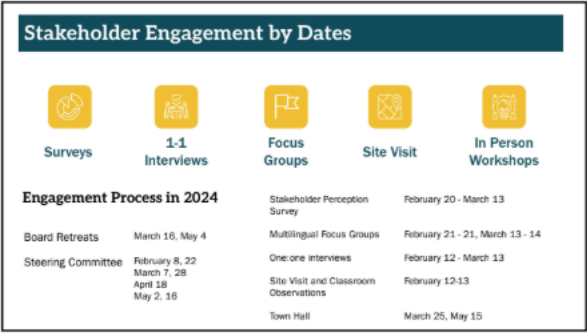 Stakeholder Engagement by Dates
Surveys
1-1
Interviews
Focus
Groups
Site Visit
In Person
Workshops
Engagement Process in 2024
Board Retreats March 16, May 4
Steering Committee February 8, 22
March 7, 28
April 18
May 2, 16
Stakeholder Perception February 20 - March 13
Survey
Multilingual Focus Groups February 21 - 21, March 13 - 14
One:one interviews February 12 - March 13
Site Visit and Classroom February 12-13
Observations
Town Hall March 25, May 15